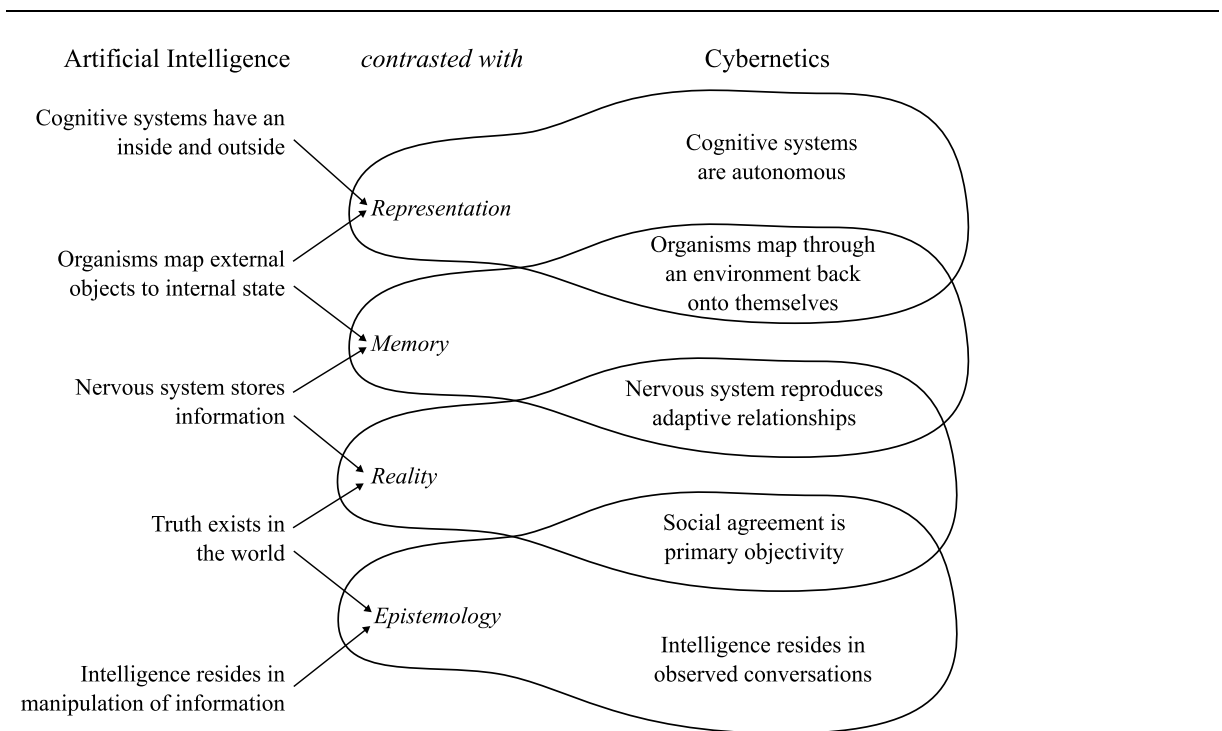 Artificial Intelligence contrasted with Cybernetics
Cognitive systems have an
inside and outside
Cognitive systems
are autonomous
Representation
Organisms map external
objects to internal state
Organisms map through
an environment back
onto themselves
Memory
Nervous system stores
information
Nervous system reproduces
adaptive relationships
Reality
Truth exists in
the world
Social agreement is
primary objectivity
Epistemology
Intelligence resides in
manipulation of information
Intelligence resides in
observed conversations